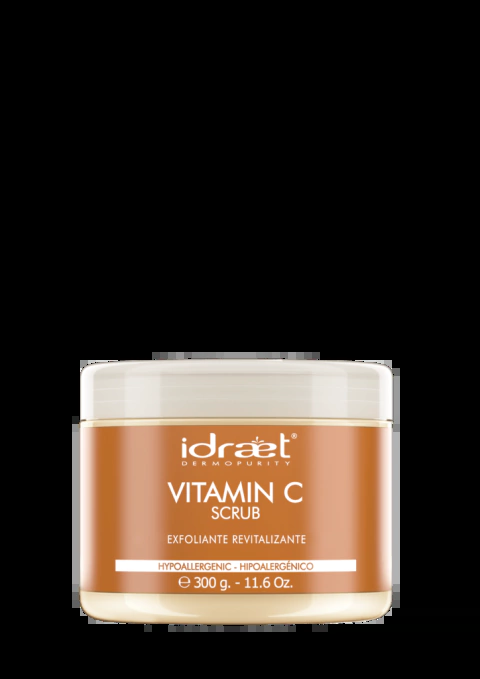 idraet®
DERMOPURITY
VITAMIN C
SCRUB
EXFOLIANTE REVITALIZANTE
HYPOALLERGENIC - HIPOALERGÉNICO
℮ 300 g. - 11.6 Oz.